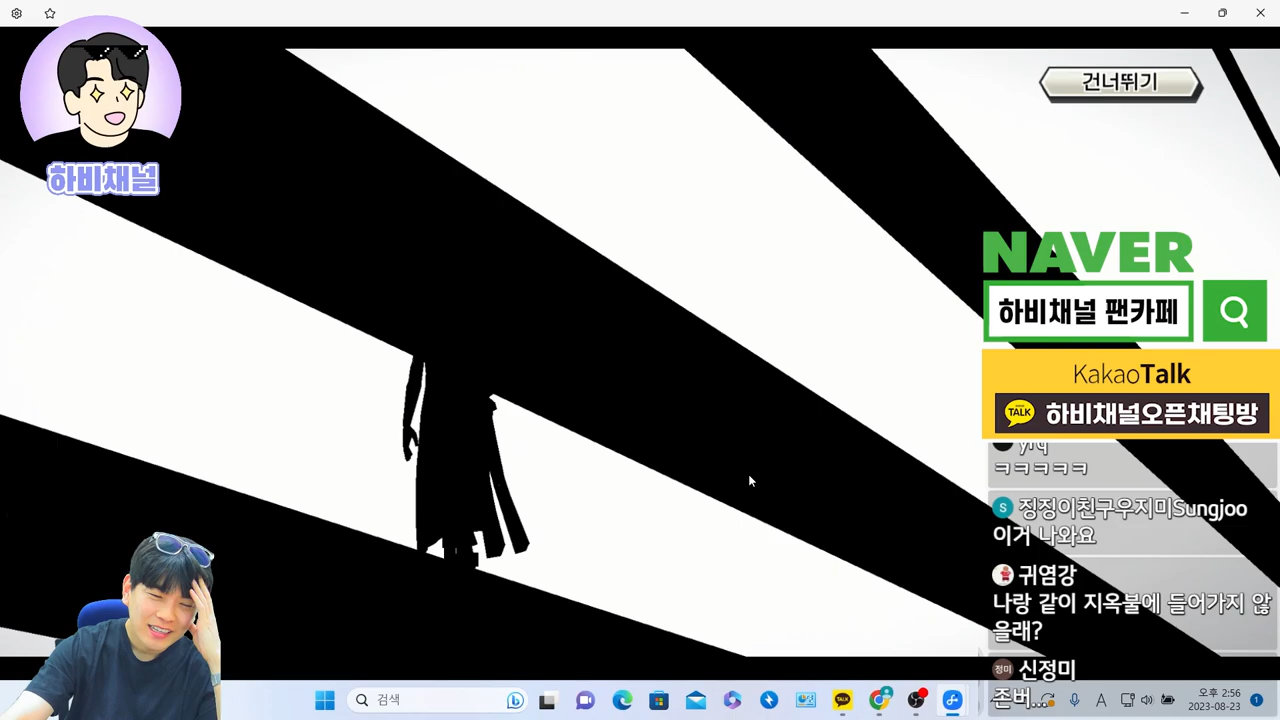 하비채널
건너뛰기
NAVER
하비채널 팬카페
KakaoTalk
TALK 하비채널오픈채팅방
ㅋㅋㅋㅋㅋ
S 징징이친구우지미Sungjoo
이거 나와요
귀염강
나랑 같이 지옥불에 들어가지 않
을래?
정미 신정미
존버...
검색
TALK
A
오후 2:56
2023-08-23
1